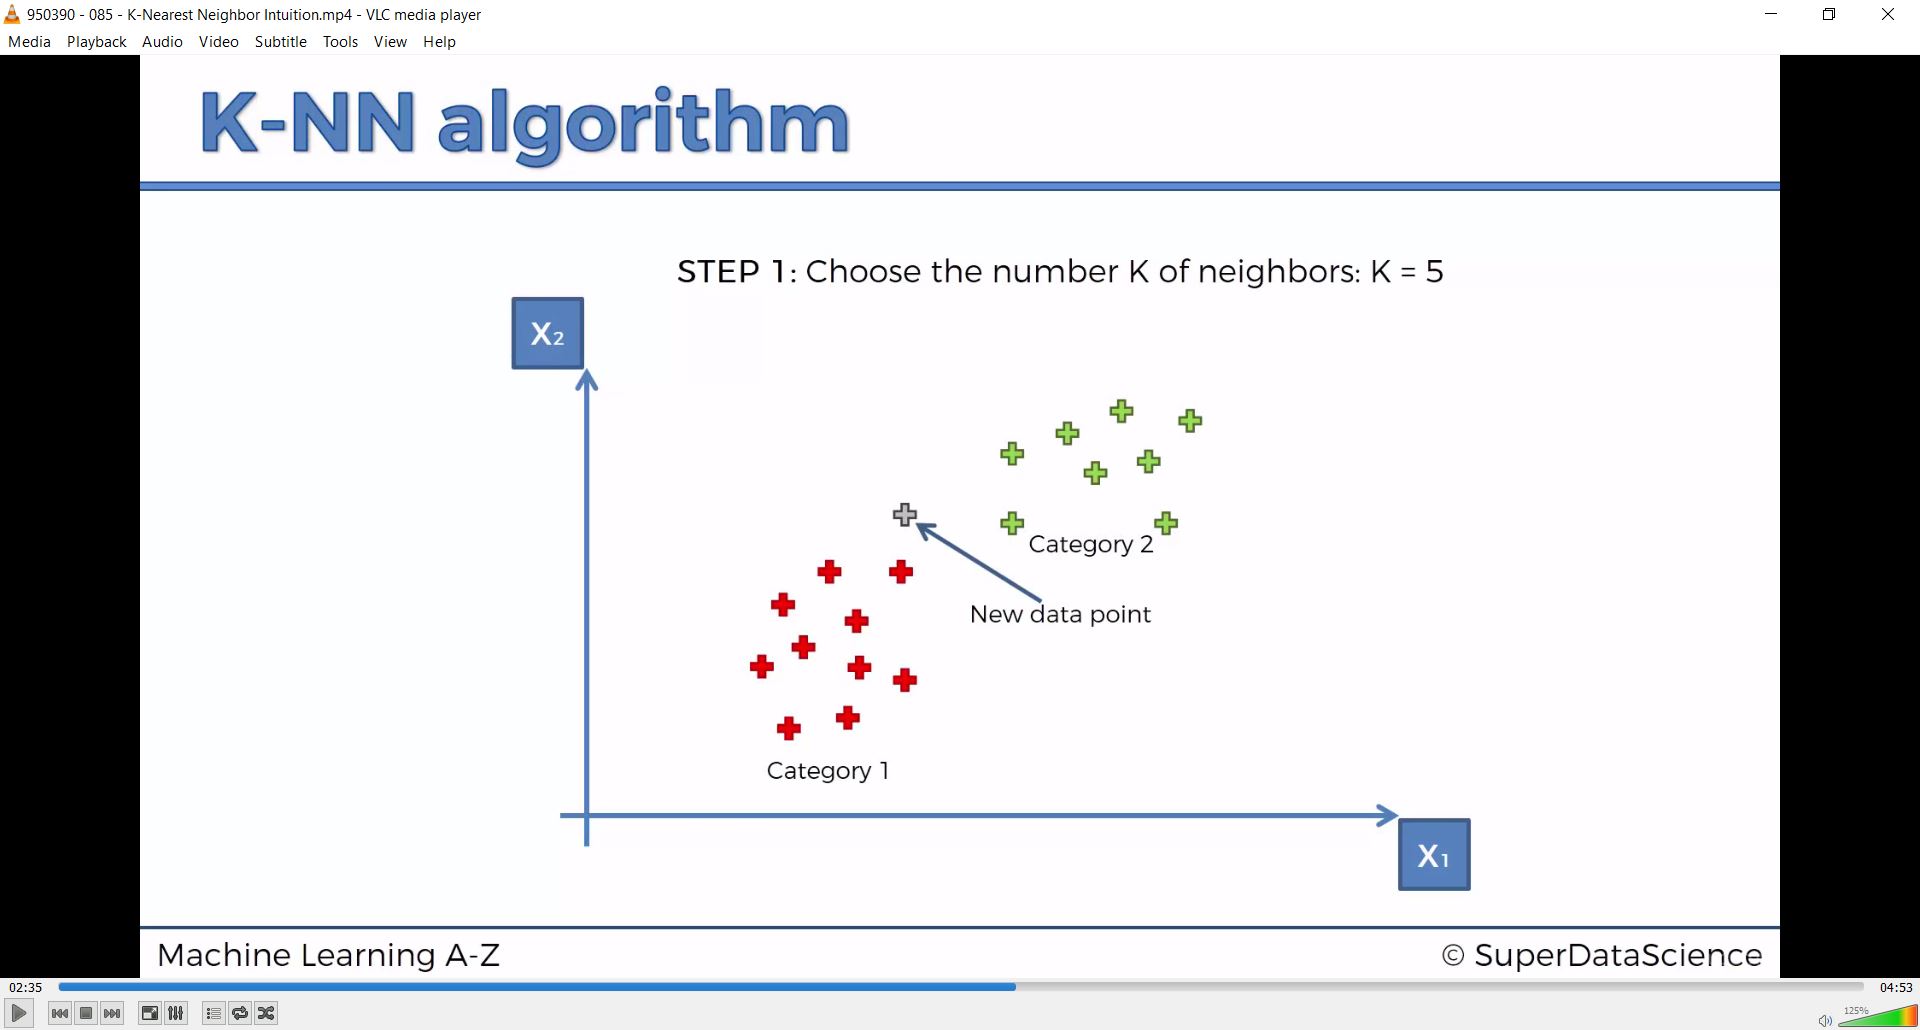 950390 - 085 - K-Nearest Neighbor Intuition.mp4 - VLC media player
Media Playback Audio Video Subtitle Tools View Help
K-NN algorithm
STEP 1: Choose the number K of neighbors: K = 5
X2
Category 2
New data point
Category 1
X1
Machine Learning A-Z
© SuperDataScience
02:35
04:53
125%